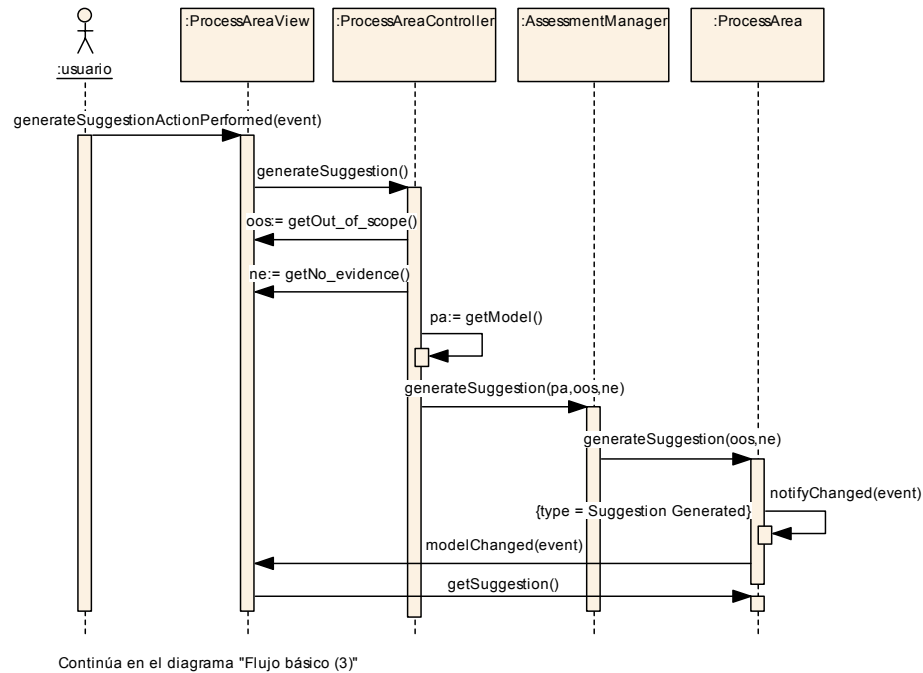 :ProcessAreaView
:ProcessAreaController
:AssessmentManager
:ProcessArea
:usuario
generateSuggestionActionPerformed(event)
generateSuggestion()
oos:= getOut_of_scope()
ne:= getNo_evidence()
pa:= getModel()
generateSuggestion(pa,oos,ne)
generateSuggestion(oos,ne)
notifyChanged(event)
{type = Suggestion Generated}
modelChanged(event)
getSuggestion()
Continúa en el diagrama "Flujo básico (3)"